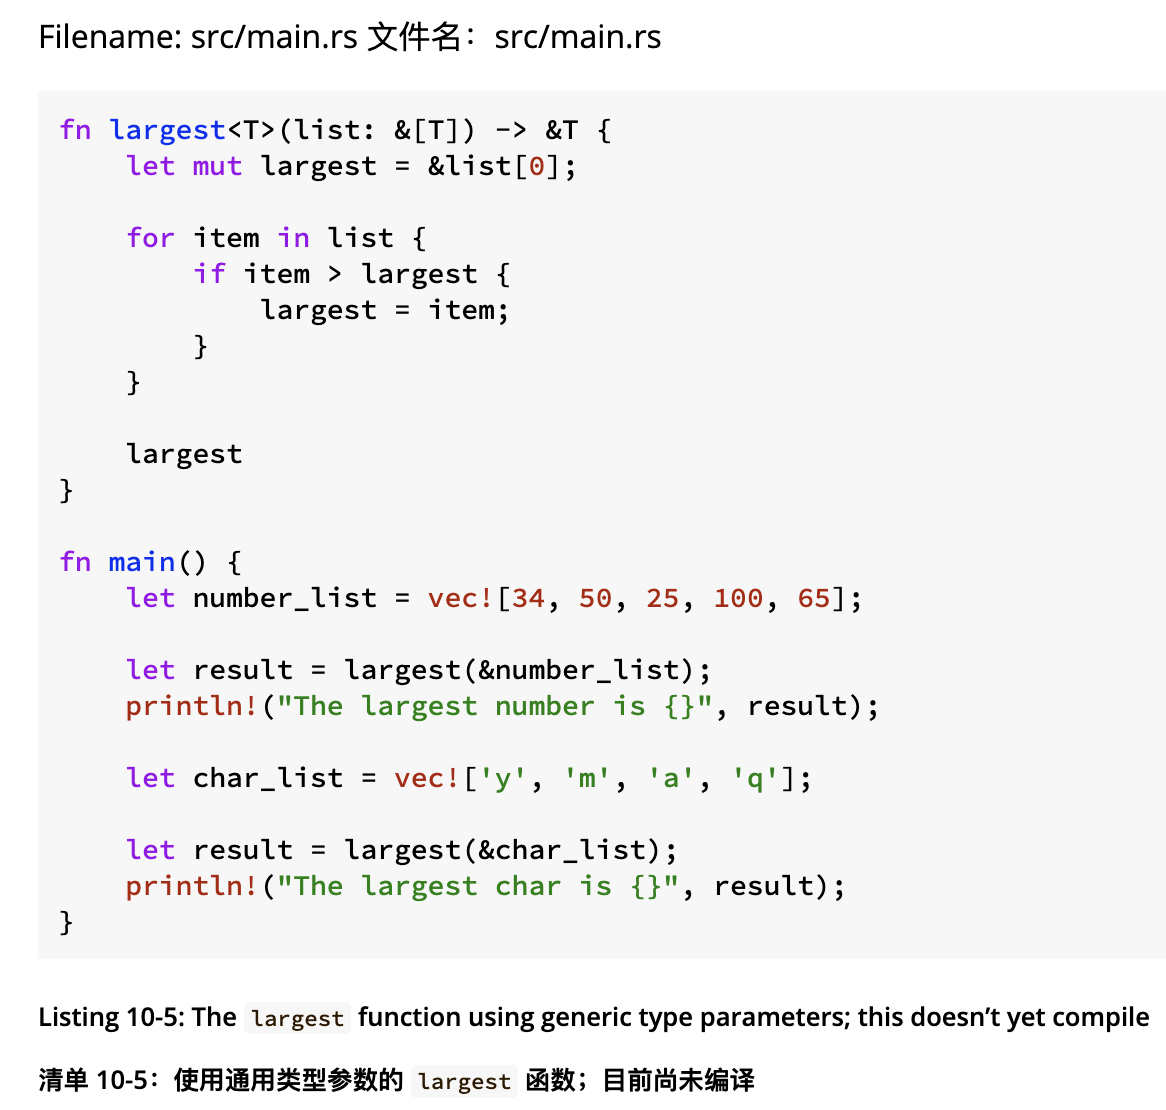 Filename: src/main.rs 文件名：src/main.rs
fn largest<T>(list: &[T]) -> &T {
    let mut largest = &list[0];

    for item in list {
        if item > largest {
            largest = item;
        }
    }

    largest
}

fn main() {
    let number_list = vec![34, 50, 25, 100, 65];

    let result = largest(&number_list);
    println!("The largest number is {}", result);

    let char_list = vec!['y', 'm', 'a', 'q'];

    let result = largest(&char_list);
    println!("The largest char is {}", result);
}
Listing 10-5: The largest function using generic type parameters; this doesn’t yet compile
清单 10-5：使用通用类型参数的 largest 函数；目前尚未编译